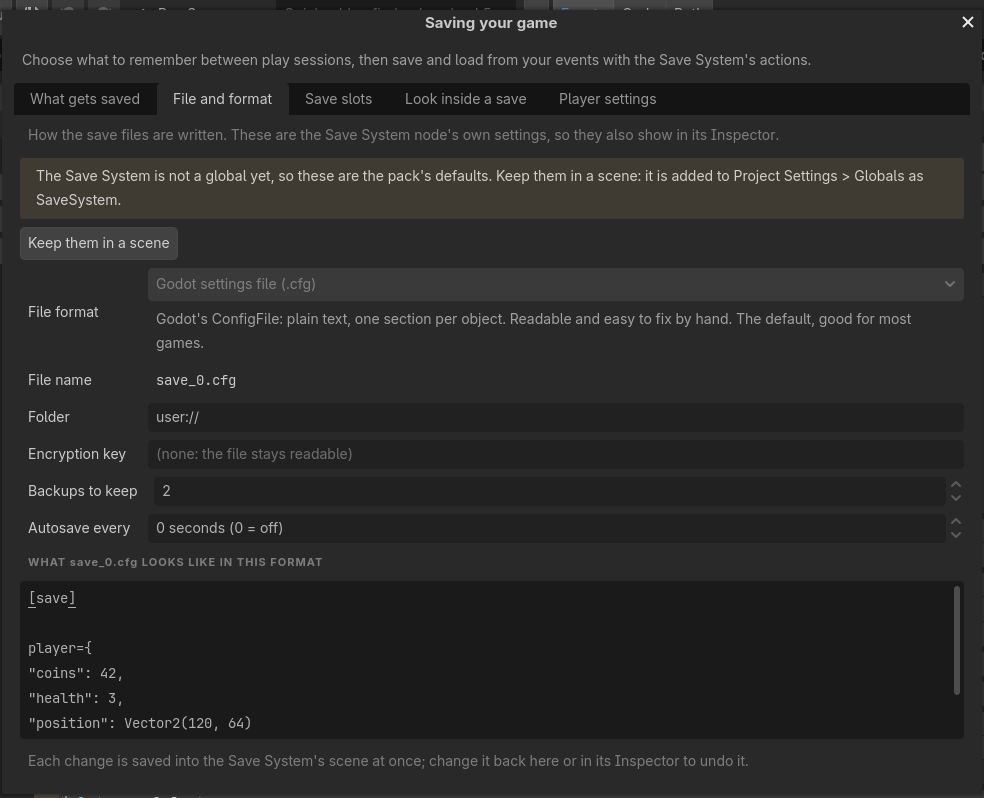 Saving your game
Choose what to remember between play sessions, then save and load from your events with the Save System's actions.
What gets saved
File and format
Save slots
Look inside a save
Player settings
How the save files are written. These are the Save System node's own settings, so they also show in its Inspector.
The Save System is not a global yet, so these are the pack's defaults. Keep them in a scene: it is added to Project Settings > Globals as
SaveSystem.
Keep them in a scene
Godot settings file (.cfg)
File format
Godot's ConfigFile: plain text, one section per object. Readable and easy to fix by hand. The default, good for most
games.
File name
save_0.cfg
Folder
user://
Encryption key
(none: the file stays readable)
Backups to keep
2
Autosave every
0 seconds (0 = off)
WHAT save_0.cfg LOOKS LIKE IN THIS FORMAT
[save]
player={
"coins": 42,
"health": 3,
"position": Vector2(120, 64)
Each change is saved into the Save System's scene at once; change it back here or in its Inspector to undo it.